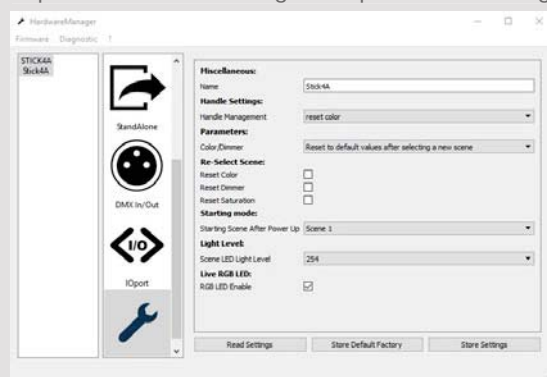 HardwareManager
Firmware Diagnostic ?
STICK4A
Stick4A
StandAlone
DMX In/Out
I/O
IOport
Miscellaneous:
Name Stick4A
Handle Settings:
Handle Management reset color
Parameters:
Color/Dimmer Reset to default values after selecting a new scene
Re-Select Scene:
Reset Color
Reset Dimmer
Reset Saturation
Starting mode:
Starting Scene After Power Up Scene 1
Light Level:
Scene LED Light Level 254
Live RGB LED:
RGB LED Enable
Read Settings Store Default Factory Store Settings